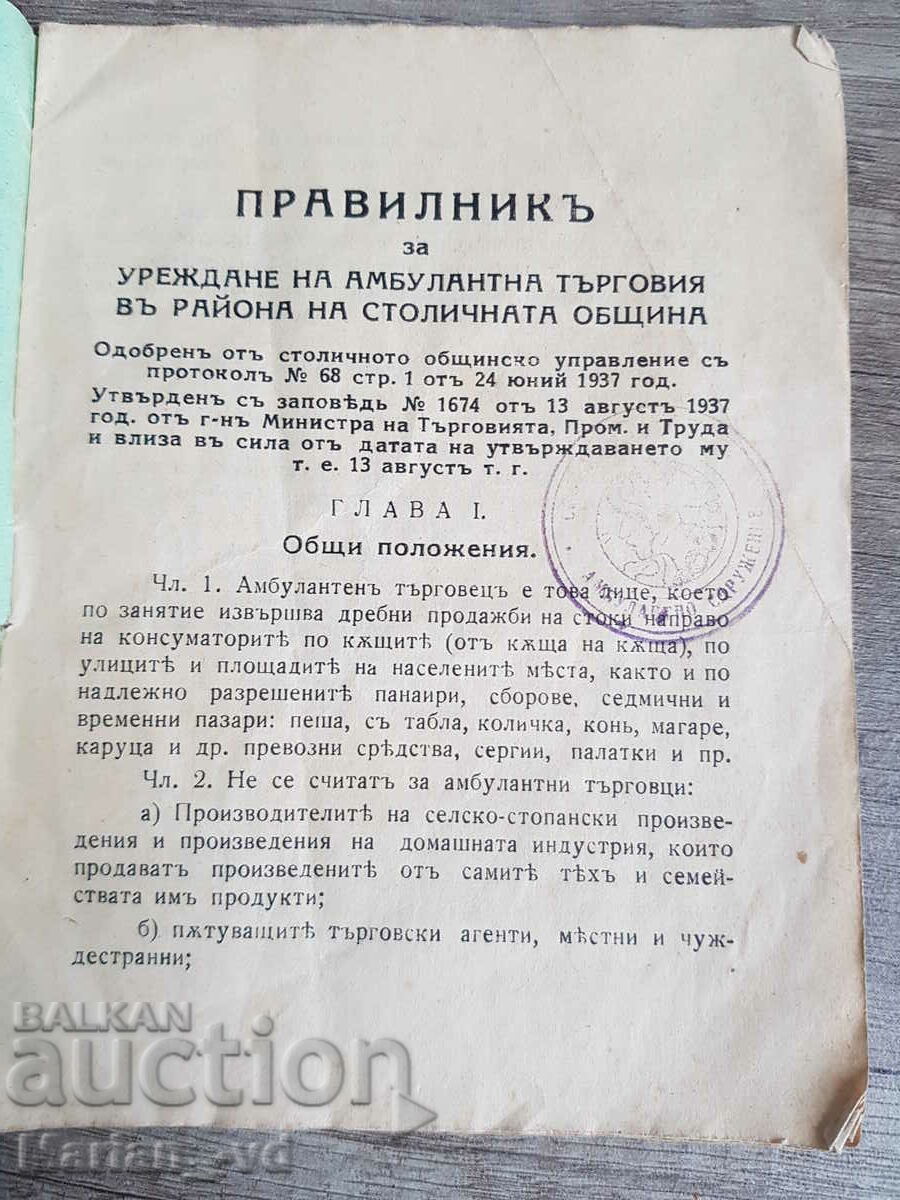 ПРАВИЛНИКЪ
за
УРЕЖДАНЕ НА АМБУЛАНТНА ТЪРГОВИЯ
ВЪ РАЙОНА НА СТОЛИЧНАТА ОБЩИНА
Одобренъ отъ столичното общинско управление съ
протоколъ № 68 стр. 1 отъ 24 юний 1937 год.
Утвърденъ съ заповѣдь № 1674 отъ 13 августъ 1937
год. отъ г-нъ Министра на Търговията, Пром. и Труда
и влиза въ сила отъ датата на утвърждаването му
т. е. 13 августъ т. г.
ГЛАВА I.
Общи положения.
Чл. 1. Амбулантенъ търговецъ е това лице, което
по занятие извършва дребни продажби на стоки направо
на консуматоритѣ по кѫщитѣ (отъ кѫща на кѫща), по
улицитѣ и площадитѣ на населенитѣ мѣста, както и по
надлежно разрешенитѣ панаири, сборове, седмични и
временни пазари: пеша, съ табла, количка, конь, магаре,
каруца и др. превозни срѣдства, сергии, палатки и пр.
Чл. 2. Не се считатъ за амбулантни търговци:
а) Производителитѣ на селско-стопански произве-
дения и произведения на домашната индустрия, които
продаватъ произведенитѣ отъ самитѣ тѣхъ и семей-
ствата имъ продукти;
б) пѫтуващитѣ търговски агенти, мѣстни и чуж-
дестранни;
СДРУЖЕНИЕ
BALKAN
auction